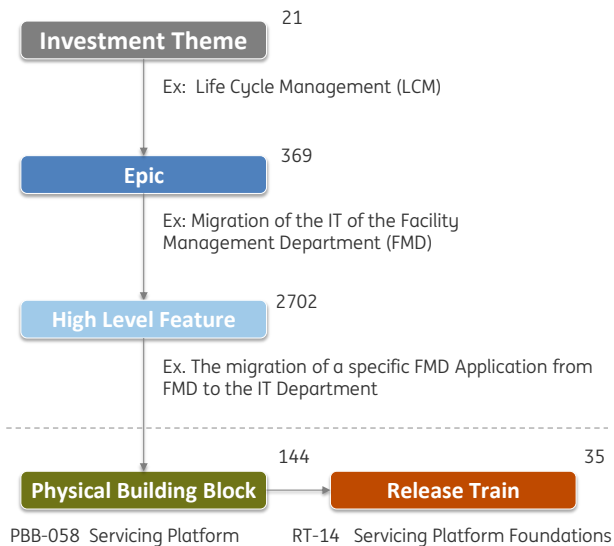 21
Investment Theme
Ex:  Life Cycle Management (LCM)
369
Epic
Ex: Migration of the IT of the Facility
Management Department (FMD)
2702
High Level Feature
Ex. The migration of a specific FMD Application from
FMD to the IT Department
144
35
Physical Building Block
Release Train
PBB-058  Servicing Platform
RT-14   Servicing Platform Foundations